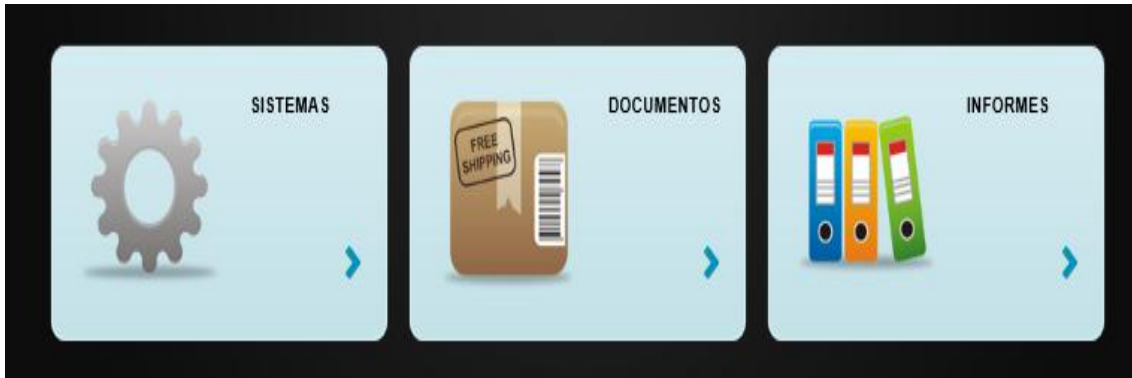 SISTEMAS
DOCUMENTOS
FREE
SHIPPING
INFORMES